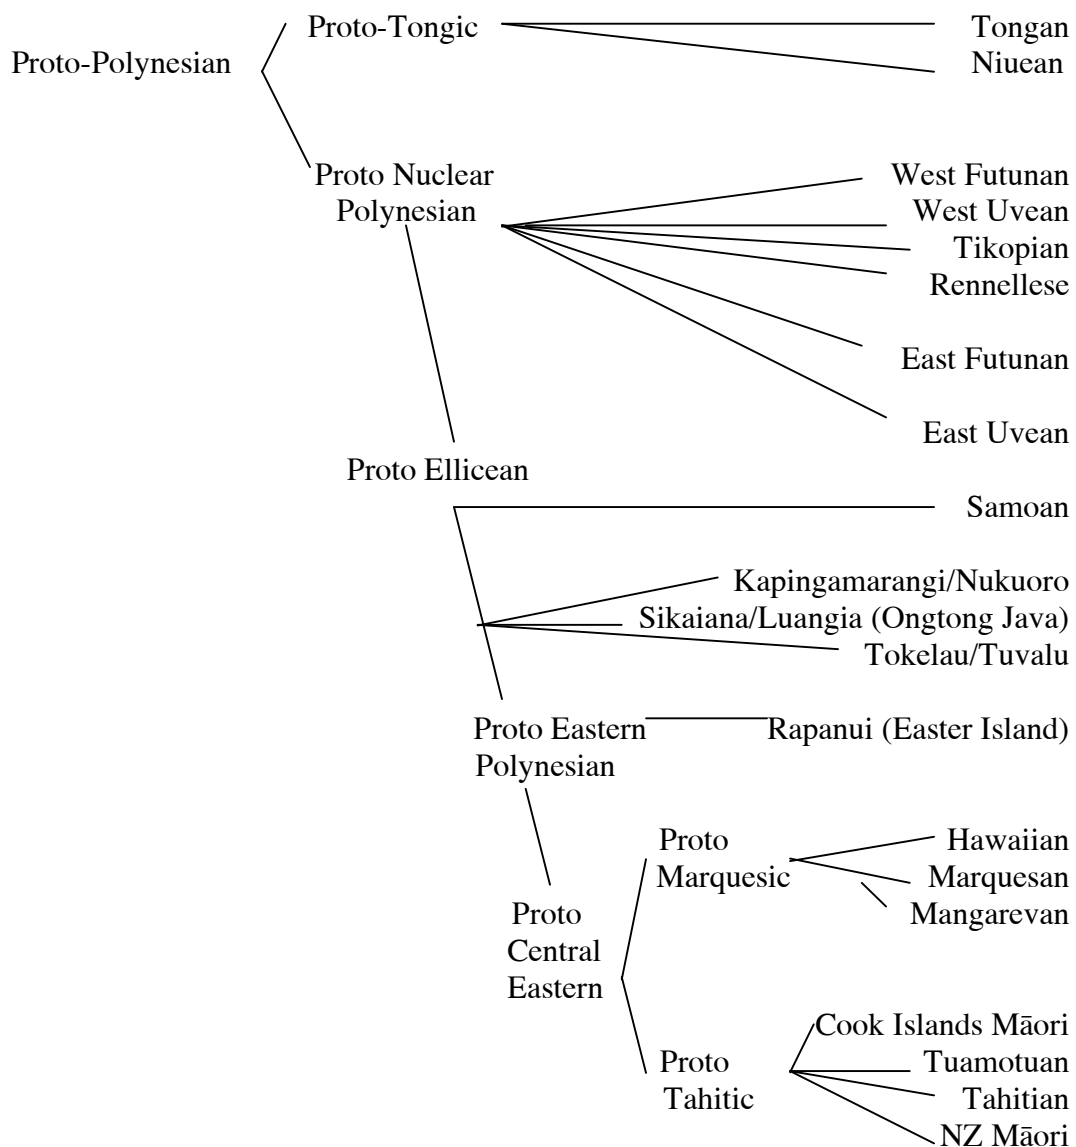 Proto-Tongic Tongan
Proto-Polynesian Niuean
Proto Nuclear West Futunan
Polynesian West Uvean
Tikopian
Rennellese
East Futunan
East Uvean
Proto Ellicean
Samoan
Kapingamarangi/Nukuoro
Sikaiana/Luangia (Ongtong Java)
Tokelau/Tuvalu
Proto Eastern Rapanui (Easter Island)
Polynesian
Proto Hawaiian
Marquesic Marquesan
Proto Mangarevan
Central
Eastern
Cook Islands Māori
Proto Tuamotuan
Tahitic Tahitian
NZ Māori